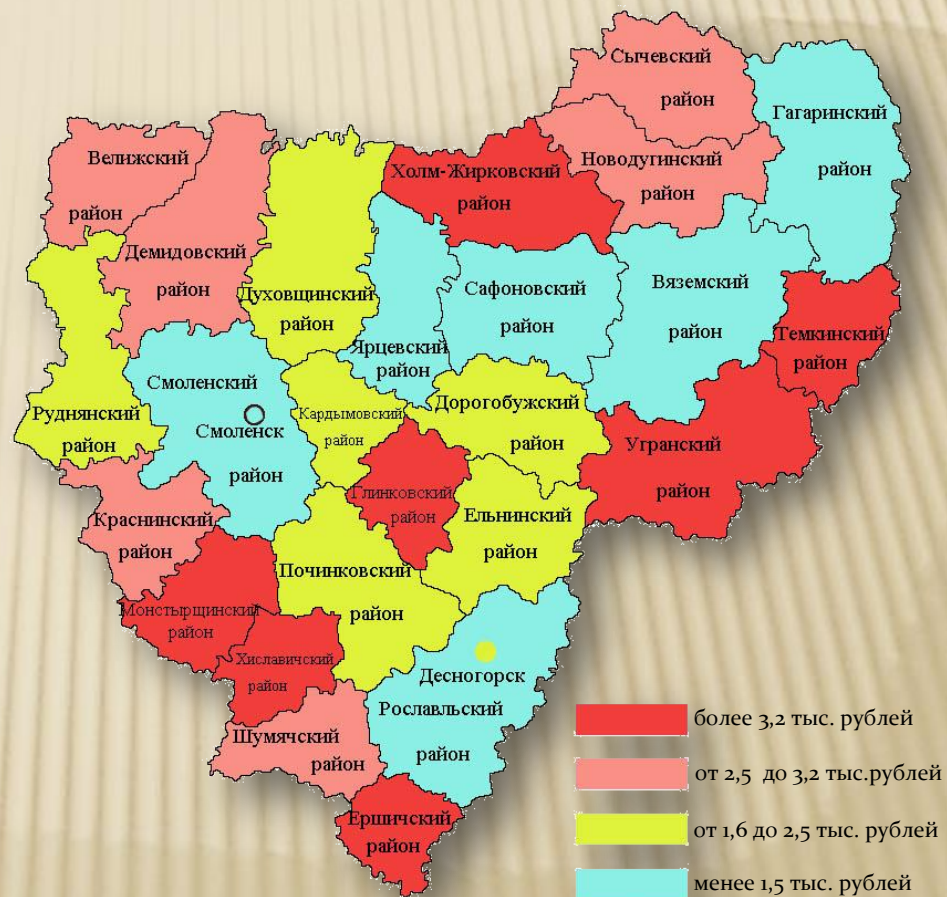 Сычевский
район
Гагаринский
район
Велижский
район
Холм-Жирковский
район
Новодугинский
район
Демидовский
район
Духовщинский
район
Сафоновский
район
Вяземский
район
Темкинский
район
Ярцевский
район
Смоленский
Смоленск
район
Руднянский
район
Кардымовский
район
Дорогобужский
район
Угранский
район
Глинковский
район
Ельнинский
район
Краснинский
район
Починковский
район
Монстырщинский
район
Хиславичский
район
Десногорск
Рославльский
район
Шумячский
район
Ершичский
район
более 3,2 тыс. рублей
от 2,5 до 3,2 тыс.рублей
от 1,6 до 2,5 тыс. рублей
менее 1,5 тыс. рублей